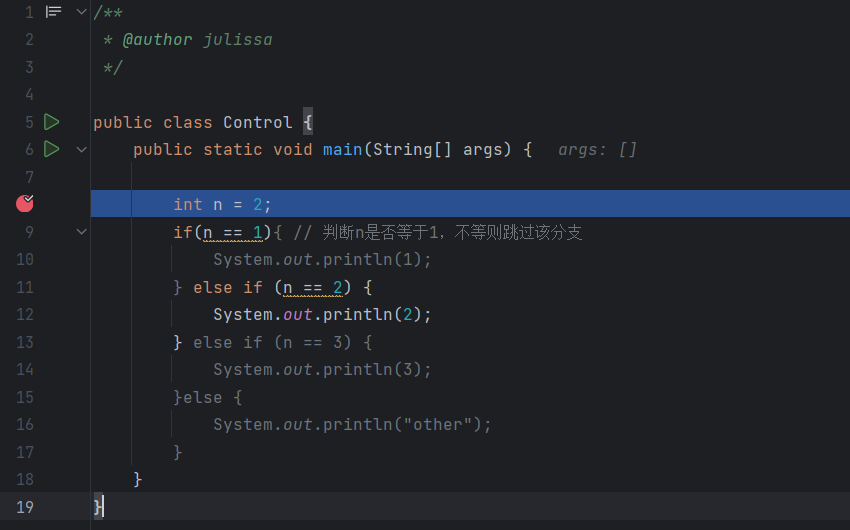 1 /**
2 * @author julissa
3 */
4
5 public class Control {
6 public static void main(String[] args) {   args: []
7
int n = 2;
9 if(n == 1){ // 判断n是否等于1，不等则跳过该分支
10 System.out.println(1);
11 } else if (n == 2) {
12 System.out.println(2);
13 } else if (n == 3) {
14 System.out.println(3);
15 }else {
16 System.out.println("other");
17 }
18 }
19 }